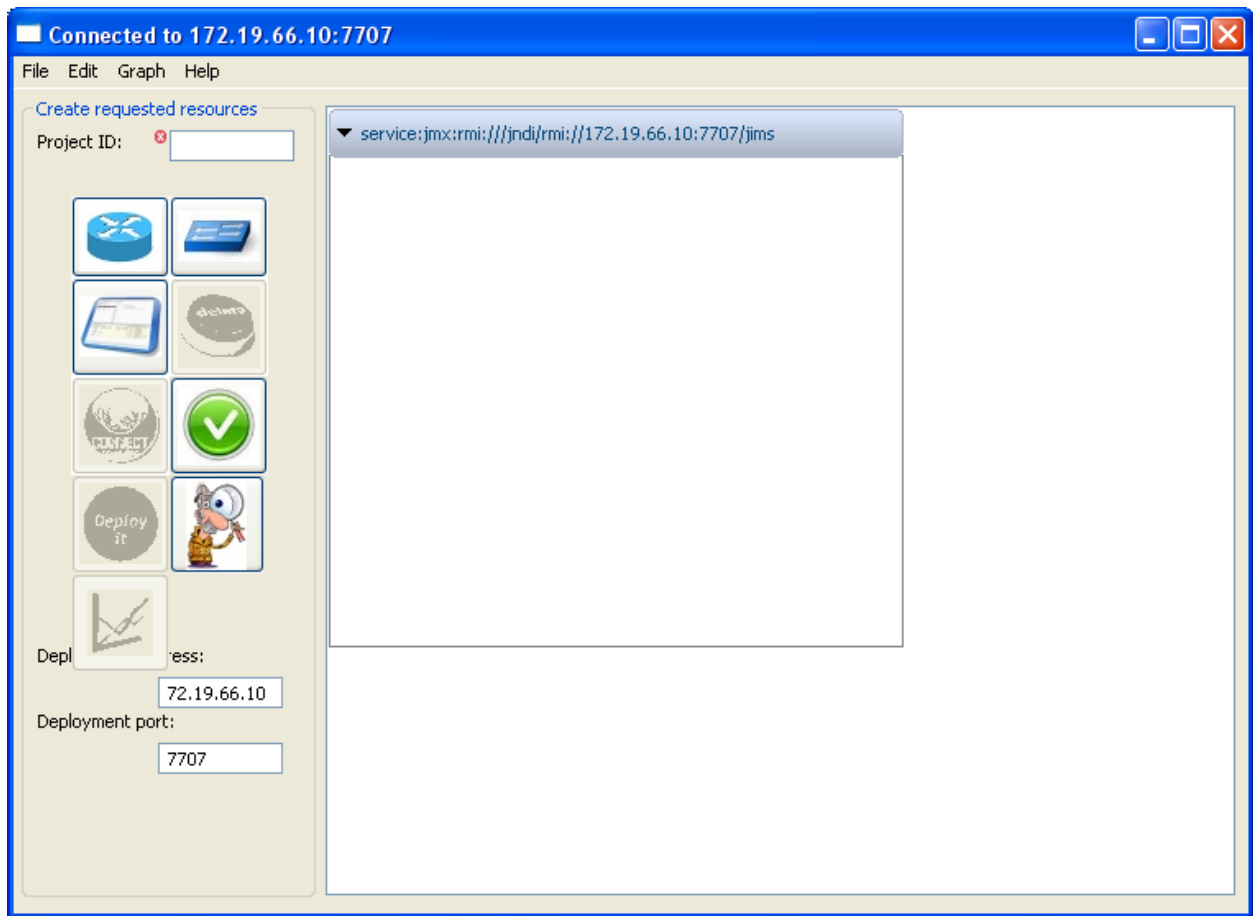 Connected to 172.19.66.10:7707
File Edit Graph Help
Create requested resources
Project ID:
service:jmx:rmi:///jndi/rmi://172.19.66.10:7707/jims
delete
CONNECT
Deploy
it
Depl ress:
72.19.66.10
Deployment port:
7707